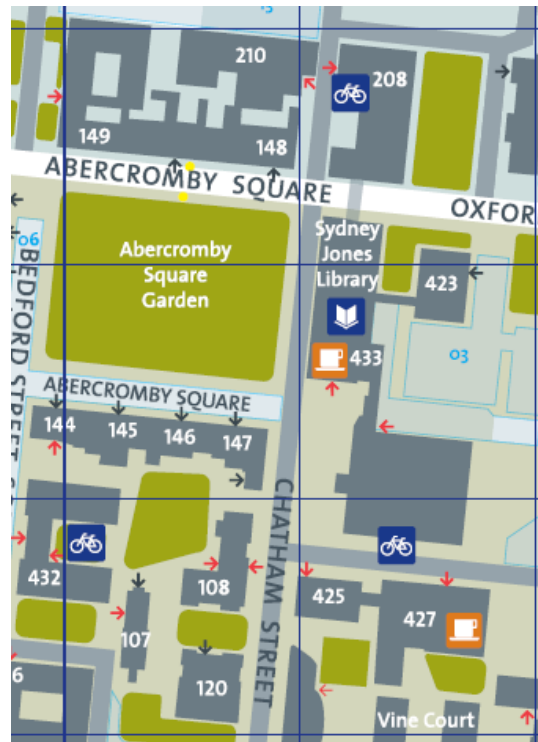 03
210
208
149
148
ABERCROMBY SQUARE
OXFOR
06
Abercromby
Square
Garden
Sydney
Jones
Library
423
BEDFORD STREET S
433
03
ABERCROMBY SQUARE
144
145
146
147
CHATHAM STREET
432
108
425
427
107
6
120
Vine Court